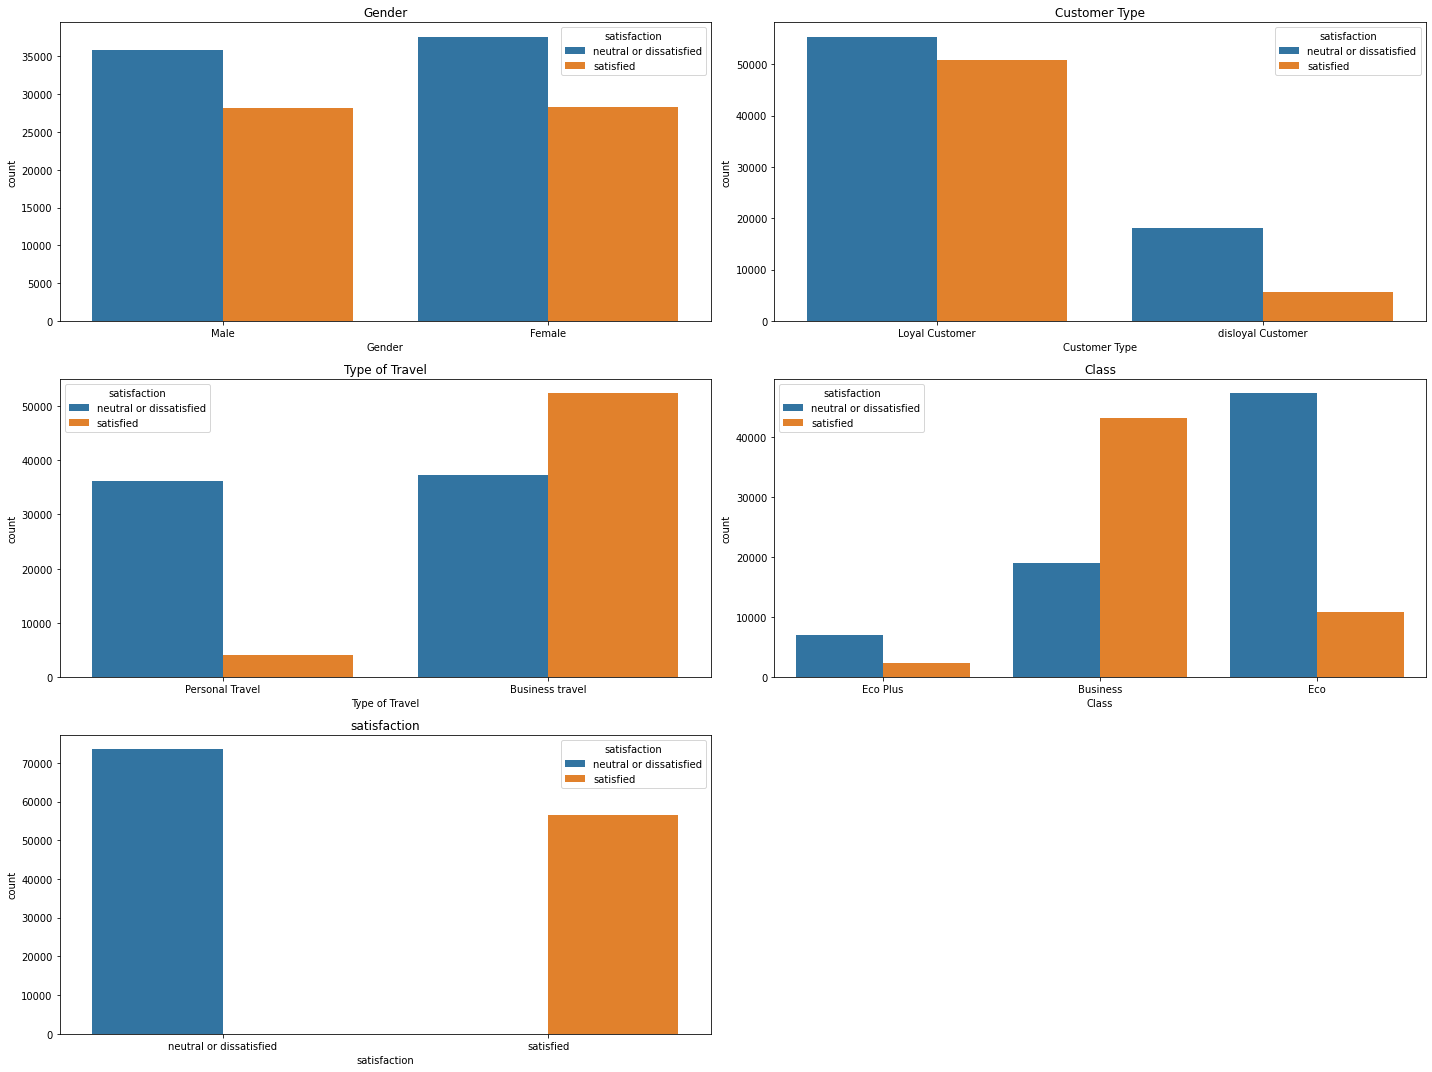 Gender
satisfaction
neutral or dissatisfied
satisfied
35000
30000
25000
20000
15000
10000
5000
0
count
Male Female
Gender
Customer Type
satisfaction
neutral or dissatisfied
satisfied
50000
40000
30000
20000
10000
0
count
Loyal Customer disloyal Customer
Customer Type
Type of Travel
satisfaction
neutral or dissatisfied
satisfied
50000
40000
30000
20000
10000
0
count
Personal Travel Business travel
Type of Travel
Class
satisfaction
neutral or dissatisfied
satisfied
40000
30000
20000
10000
0
count
Eco Plus Business Eco
Class
satisfaction
satisfaction
neutral or dissatisfied
satisfied
70000
60000
50000
40000
30000
20000
10000
0
count
neutral or dissatisfied satisfied
satisfaction